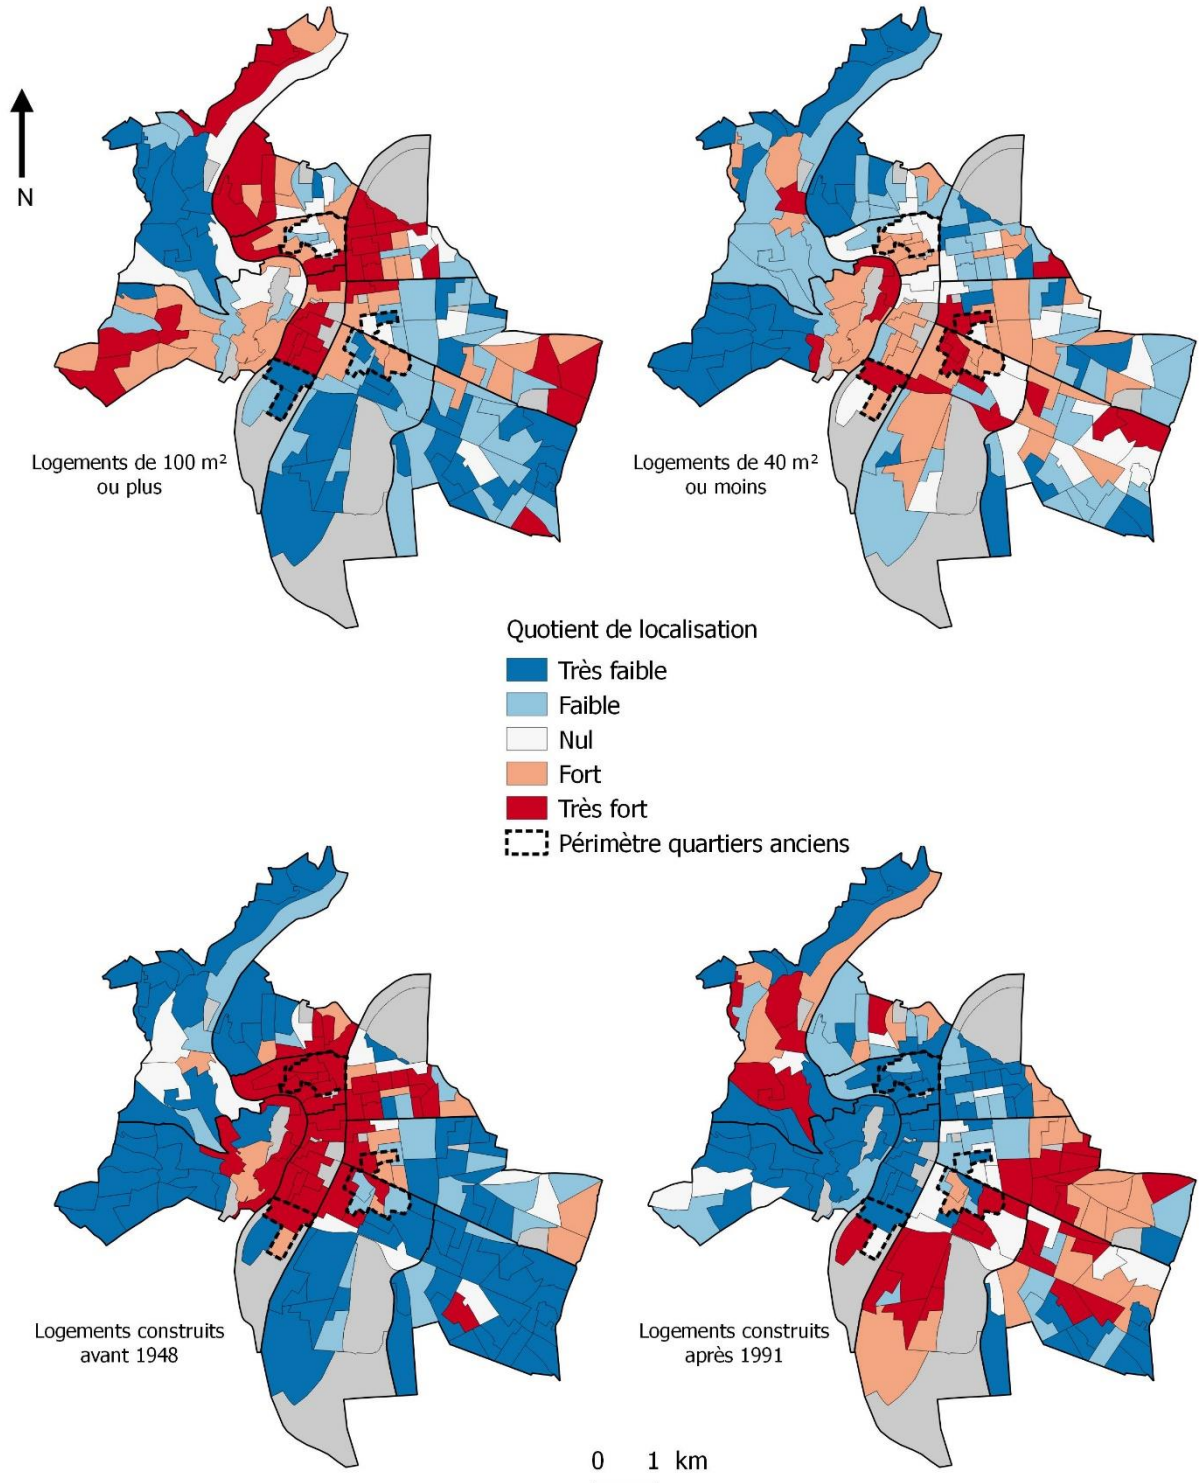 N
Logements de 100 m²
ou plus
Logements de 40 m²
ou moins
Quotient de localisation
Très faible
Faible
Nul
Fort
Très fort
Périmètre quartiers anciens
Logements construits
avant 1948
Logements construits
après 1991
0 1 km